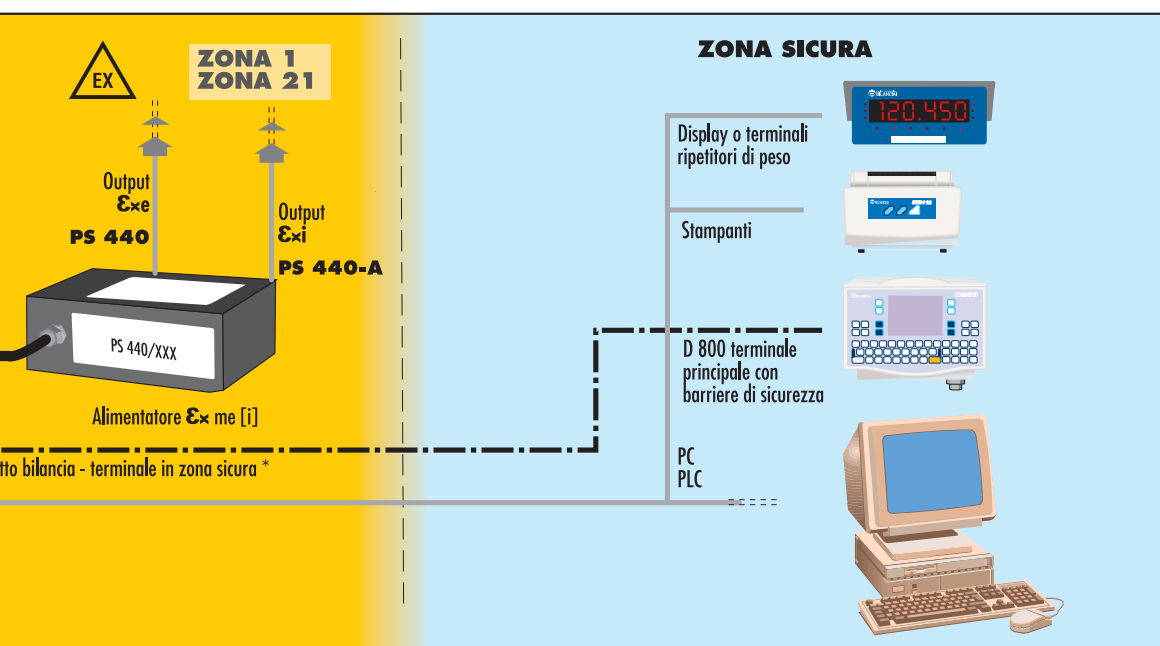 EX
ZONA 1
ZONA 21
ZONA SICURA
120.450
Display o terminali
ripetitori di peso
Output
Ɛxe
PS 440
Output
Ɛxi
PS 440-A
Stampanti
PS 440/XXX
D 800 terminale
principale con
barriere di sicurezza
Alimentatore Ɛx me [i]
tto bilancia - terminale in zona sicura *
PC
PLC